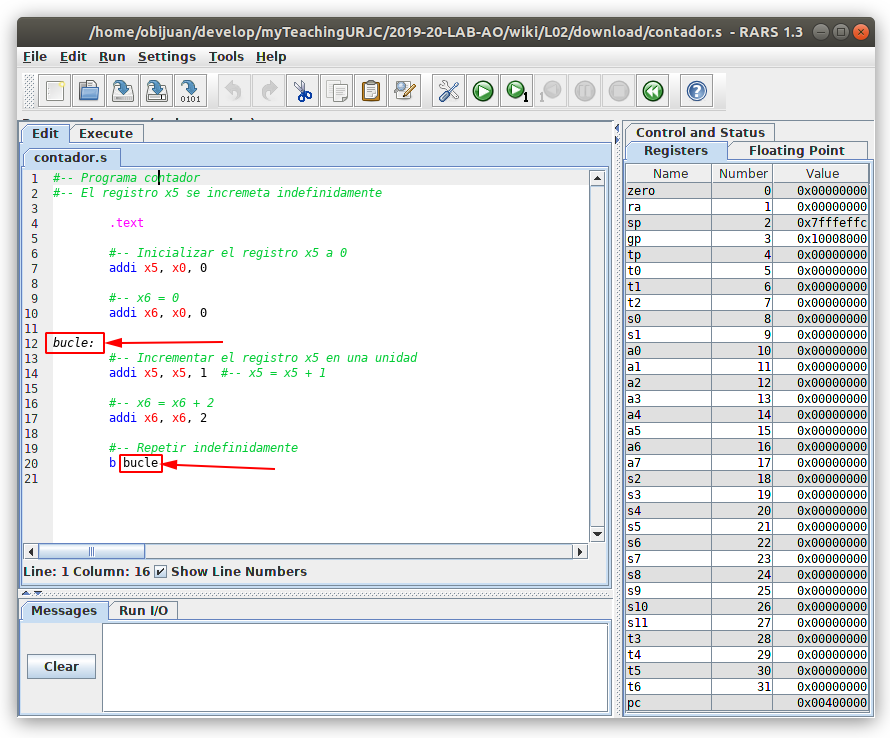 /home/obijuan/develop/myTeachingURJC/2019-20-LAB-AO/wiki/L02/download/contador.s - RARS 1.3
File Edit Run Settings Tools Help
Edit Execute
contador.s
1 #-- Programa contador
2 #-- El registro x5 se incremeta indefinidamente
3
4 .text
5
6 #-- Inicializar el registro x5 a 0
7 addi x5, x0, 0
8
9 #-- x6 = 0
10 addi x6, x0, 0
11
12 bucle:
13 #-- Incrementar el registro x5 en una unidad
14 addi x5, x5, 1 #-- x5 = x5 + 1
15
16 #-- x6 = x6 + 2
17 addi x6, x6, 2
18
19 #-- Repetir indefinidamente
20 b bucle
21
Line: 1 Column: 16 Show Line Numbers
Messages Run I/O
Clear
Control and Status
Registers Floating Point
Name Number Value
zero 0 0x00000000
ra 1 0x00000000
sp 2 0x7fffeffc
gp 3 0x10008000
tp 4 0x00000000
t0 5 0x00000000
t1 6 0x00000000
t2 7 0x00000000
s0 8 0x00000000
s1 9 0x00000000
a0 10 0x00000000
a1 11 0x00000000
a2 12 0x00000000
a3 13 0x00000000
a4 14 0x00000000
a5 15 0x00000000
a6 16 0x00000000
a7 17 0x00000000
s2 18 0x00000000
s3 19 0x00000000
s4 20 0x00000000
s5 21 0x00000000
s6 22 0x00000000
s7 23 0x00000000
s8 24 0x00000000
s9 25 0x00000000
s10 26 0x00000000
s11 27 0x00000000
t3 28 0x00000000
t4 29 0x00000000
t5 30 0x00000000
t6 31 0x00000000
pc 0x00400000